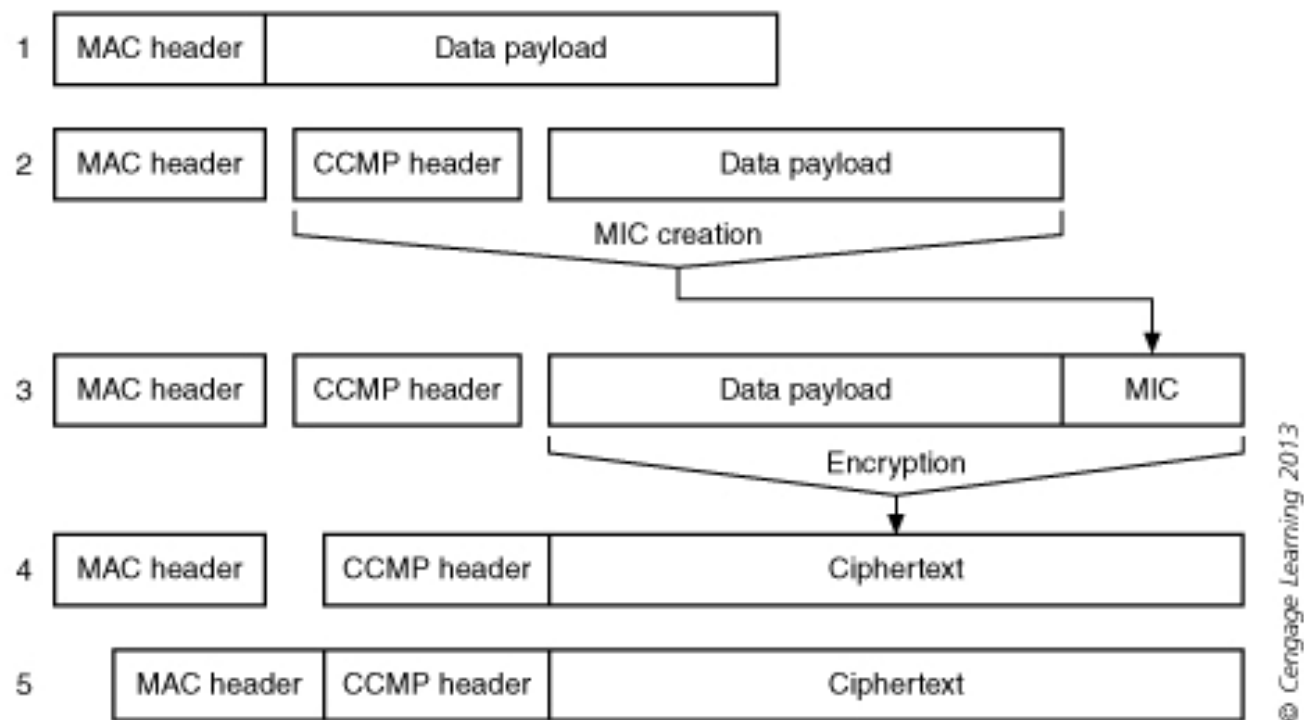 1 MAC header Data payload
2 MAC header CCMP header Data payload
MIC creation
3 MAC header CCMP header Data payload MIC
Encryption
4 MAC header CCMP header Ciphertext
5 MAC header CCMP header Ciphertext
© Cengage Learning 2013